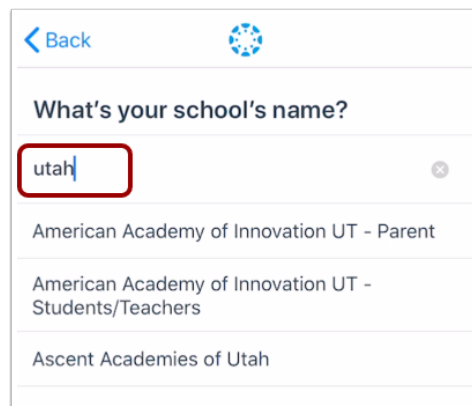 Back
What's your school's name?
utah
American Academy of Innovation UT - Parent
American Academy of Innovation UT -
Students/Teachers
Ascent Academies of Utah